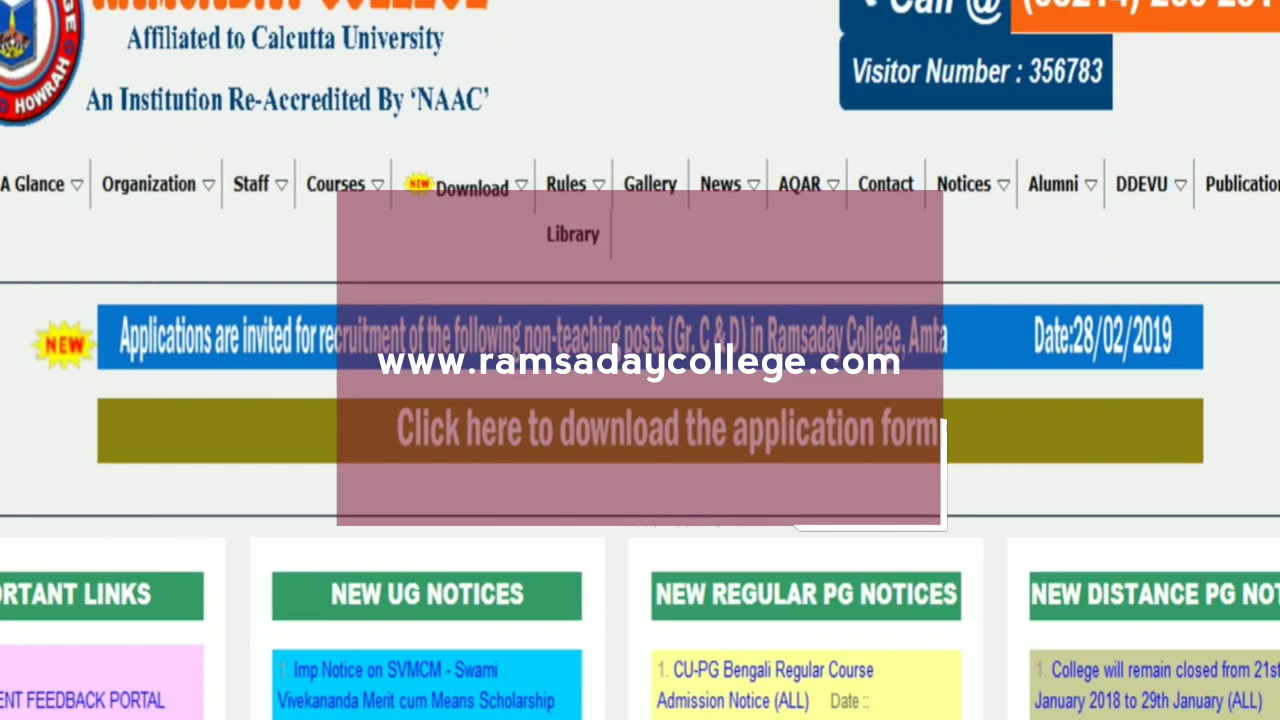 RAMSADAY COLLEGE
Call @
Affiliated to Calcutta University
Visitor Number : 356783
An Institution Re-Accredited By ‘NAAC’
HOWRAH
A Glance Organization Staff Courses NEW Download Rules Gallery News AQAR Contact Notices Alumni DDEVU
Library
NEW Applications are invited for recruitment of the following non-teaching posts (Gr. C & D) in Ramsaday College, Amta Date:28/02/2019
www.ramsadaycollege.com
Click here to download the application form
LINKS NEW UG NOTICES NEW REGULAR PG NOTICES NEW DISTANCE PG
1. Imp Notice on SVMCM - Swami
Vivekananda Merit cum Means Scholarship
1. CU-PG Bengali Regular Course
Admission Notice (ALL) Date ::
1. College will remain closed from 21st
January 2018 to 29th January (ALL)
FEEDBACK PORTAL